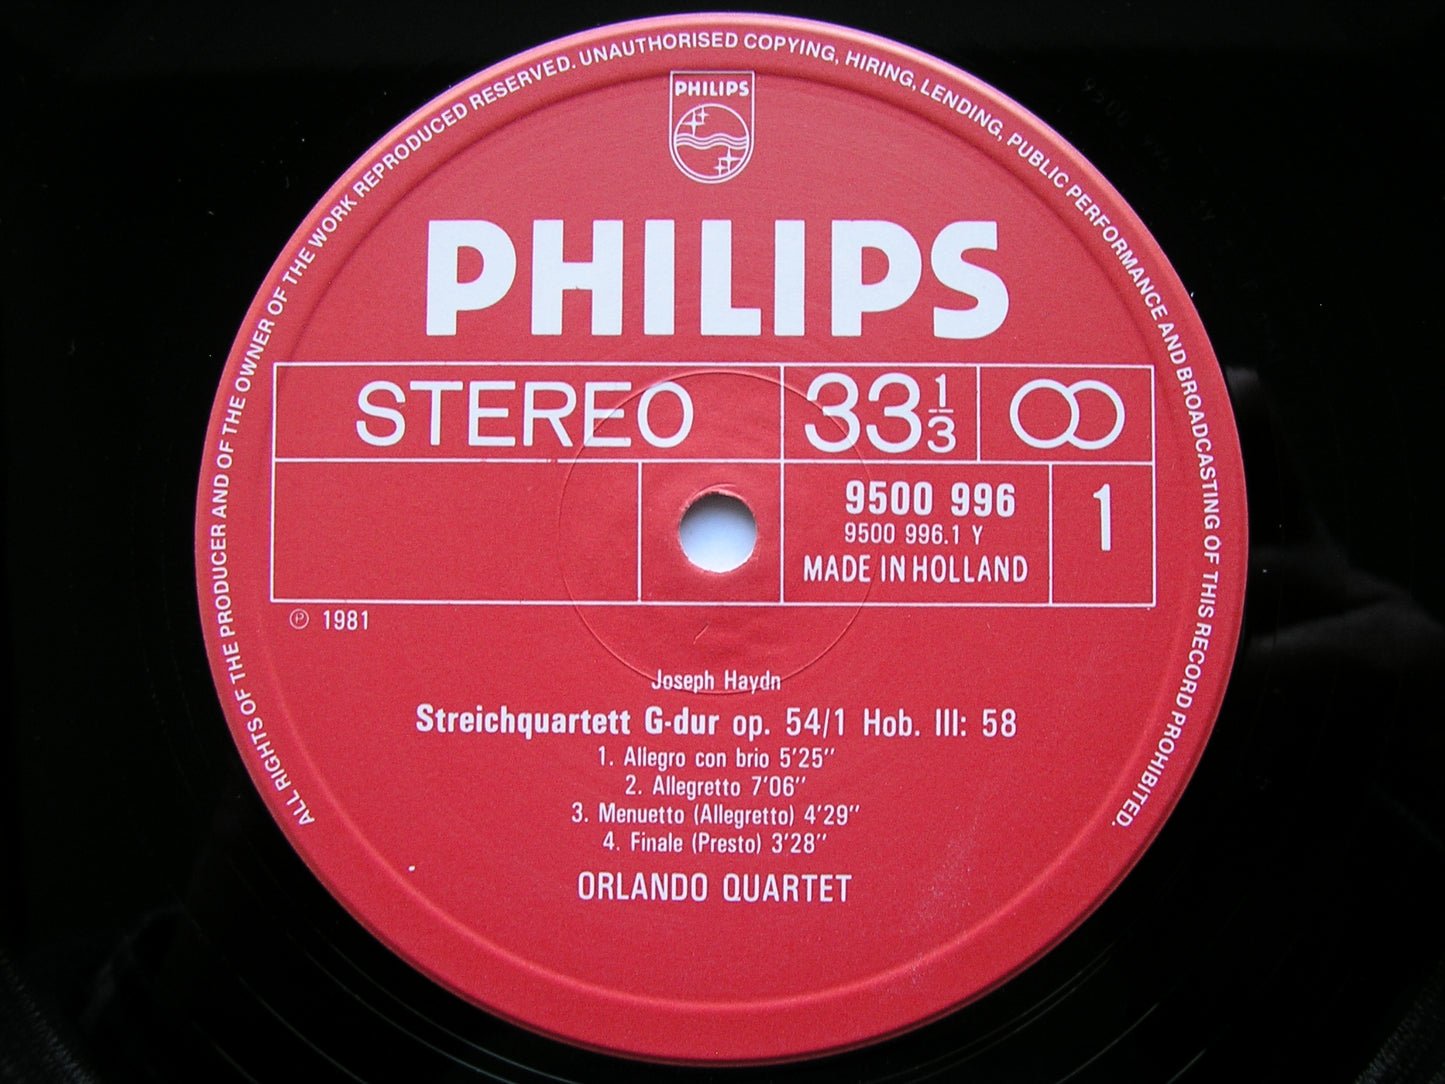 ALL RIGHTS OF THE PRODUCER AND OF THE OWNER OF THE WORK REPRODUCED RESERVED. UNAUTHORISED COPYING, HIRING, LENDING, PUBLIC PERFORMANCE AND BROADCASTING OF THIS RECORD PROHIBITED.
PHILIPS
PHILIPS
STEREO 33 1/3
9500 996 1
9500 996.1 Y
MADE IN HOLLAND
℗ 1981
Joseph Haydn
Streichquartett G-dur op. 54/1 Hob. III: 58
1. Allegro con brio 5'25''
2. Allegretto 7'06''
3. Menuetto (Allegretto) 4'29''
4. Finale (Presto) 3'28''
ORLANDO QUARTET